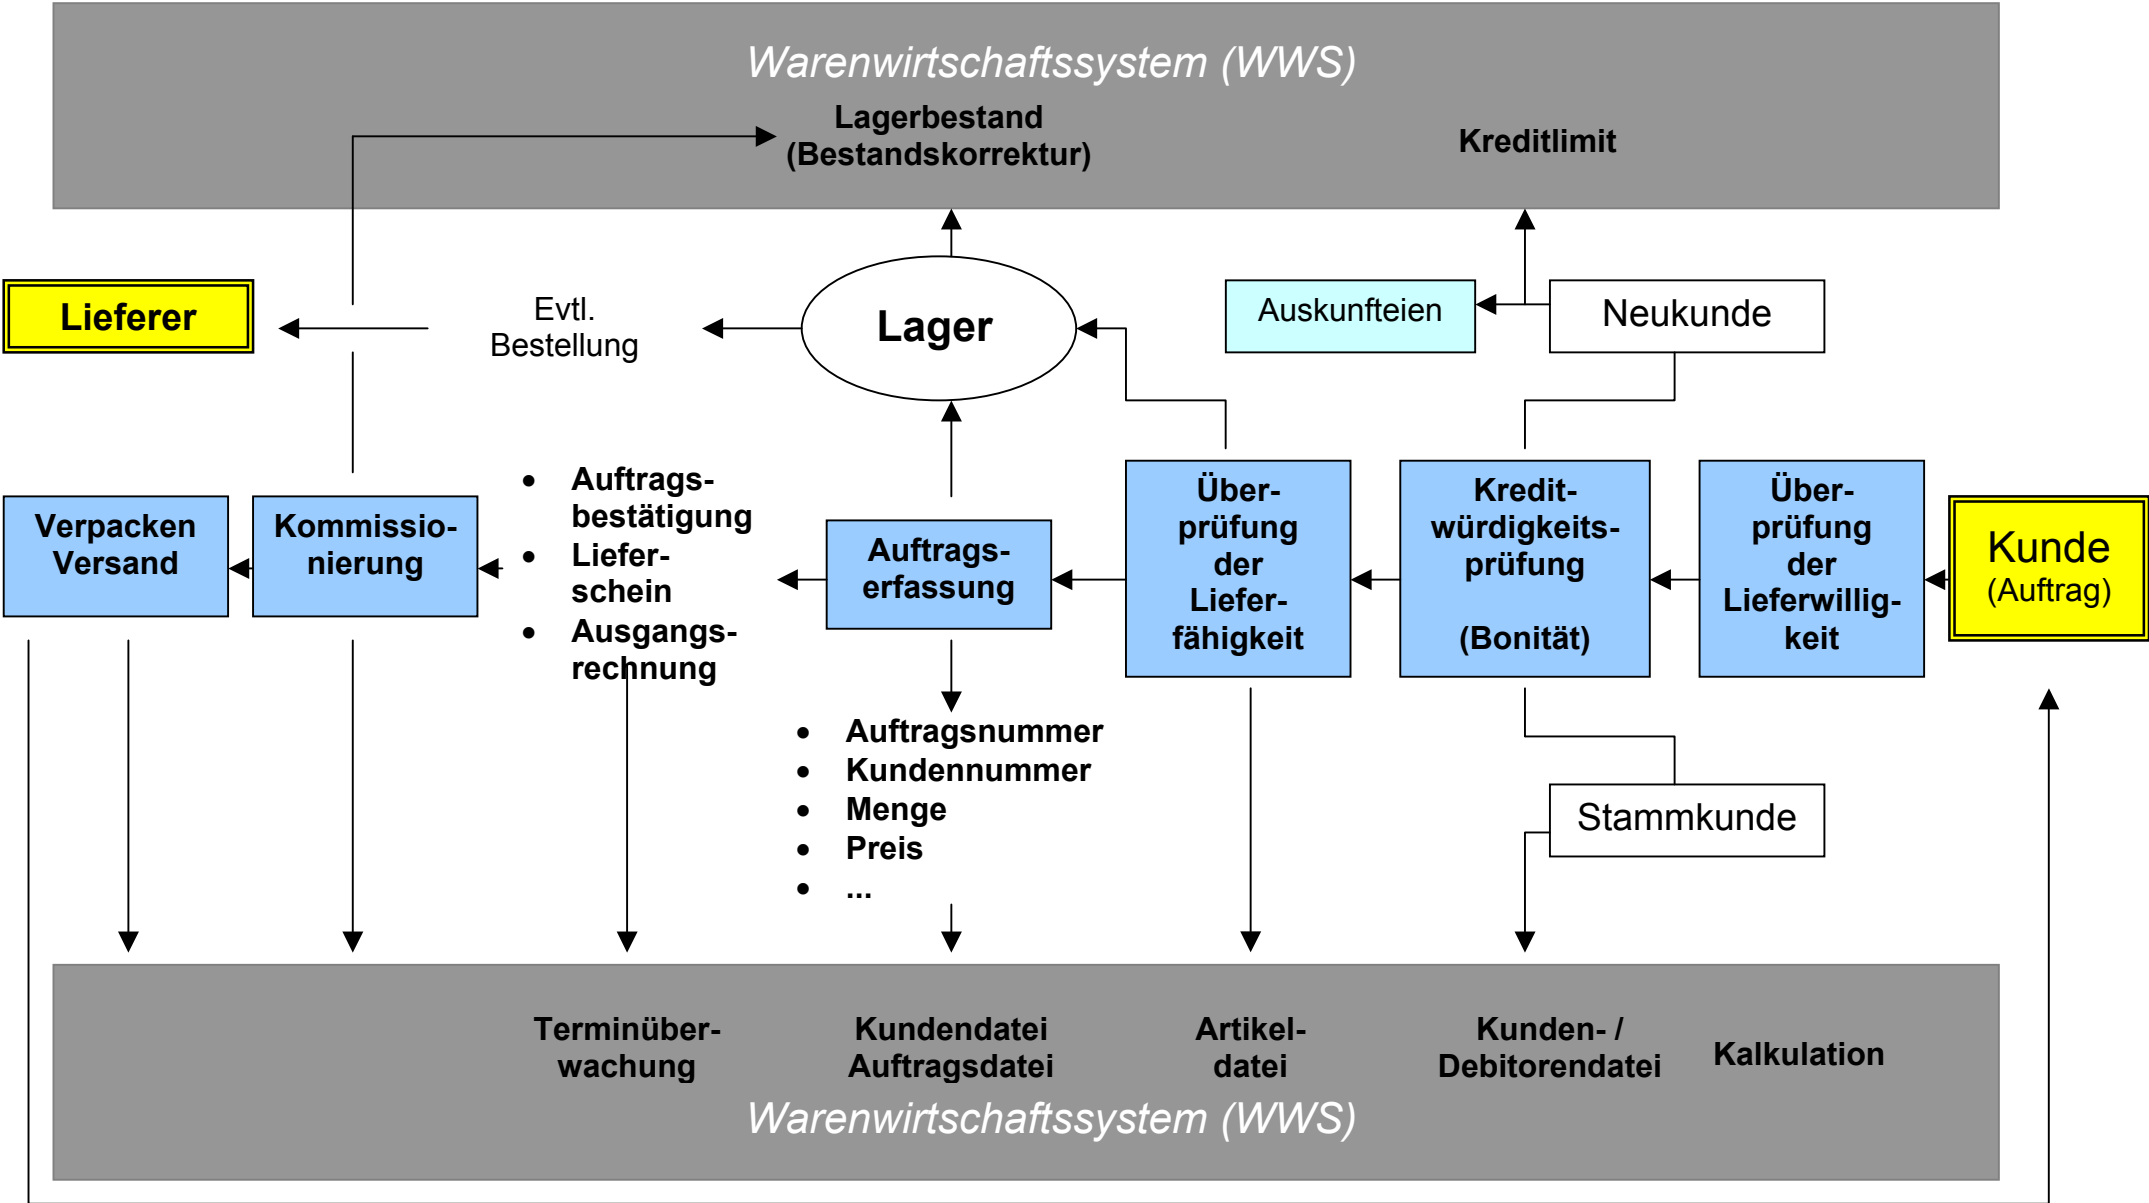 Warenwirtschaftssystem (WWS)
Lagerbestand
(Bestandskorrektur)
Kreditlimit
Lieferer
Evtl.
Bestellung
Lager
Auskunfteien
Neukunde
Verpacken
Versand
Kommissio-
nierung
• Auftrags-
bestätigung
• Liefer-
schein
• Ausgangs-
rechnung
Auftrags-
erfassung
Über-
prüfung
der
Liefer-
fähigkeit
Kredit-
würdigkeits-
prüfung
(Bonität)
Über-
prüfung
der
Lieferwillig-
keit
Kunde
(Auftrag)
• Auftragsnummer
• Kundennummer
• Menge
• Preis
• ...
Stammkunde
Terminüber-
wachung
Kundendatei
Auftragsdatei
Artikel-
datei
Kunden- /
Debitorendatei
Kalkulation
Warenwirtschaftssystem (WWS)